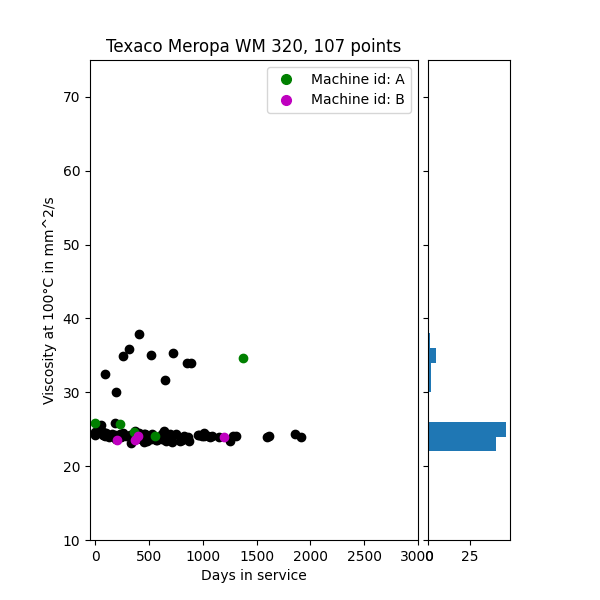 Texaco Meropa WM 320, 107 points
Machine id: A
Machine id: B
70
60
50
40
30
20
10
Viscosity at 100°C in mm^2/s
0 500 1000 1500 2000 2500 3000
0 25
Days in service